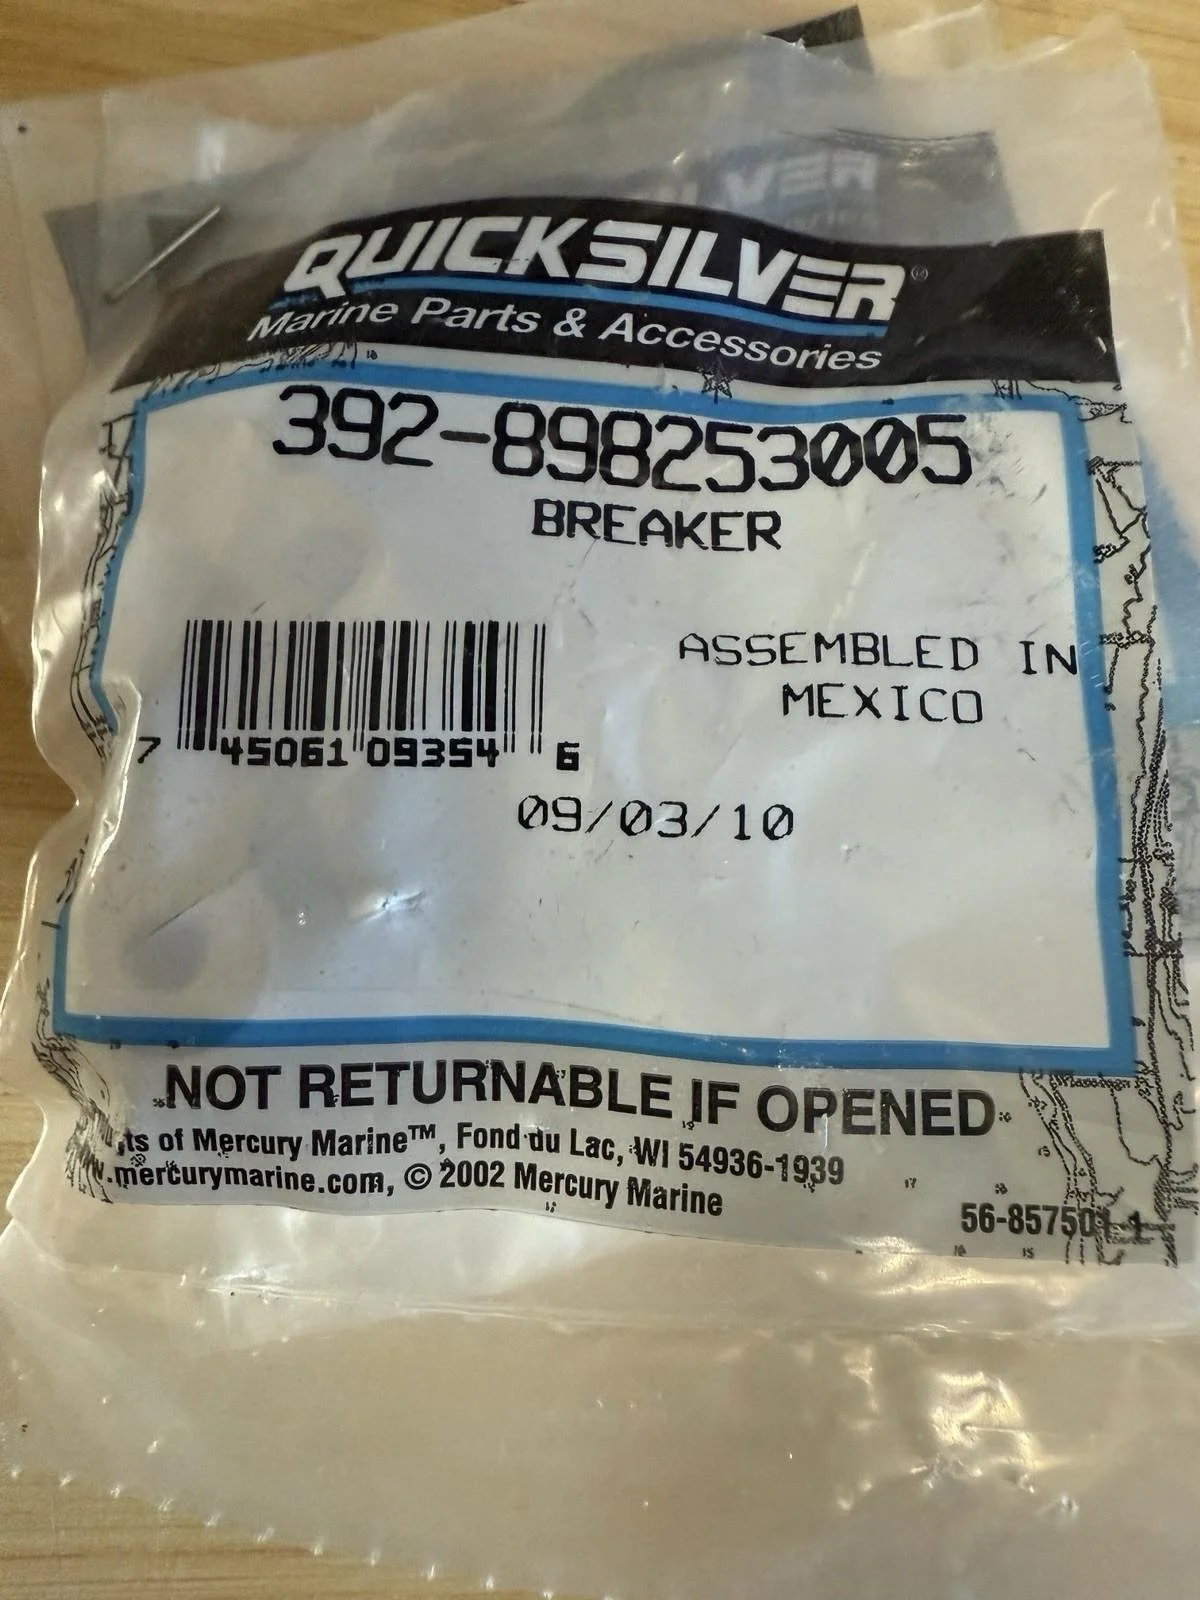 QUICKSILVER®
Marine Parts & Accessories
392-898253005
BREAKER
ASSEMBLED IN
MEXICO
7 45061 09354 6
09/03/10
NOT RETURNABLE IF OPENED
of Mercury Marine™, Fond du Lac, WI 54936-1939
.mercurymarine.com, © 2002 Mercury Marine